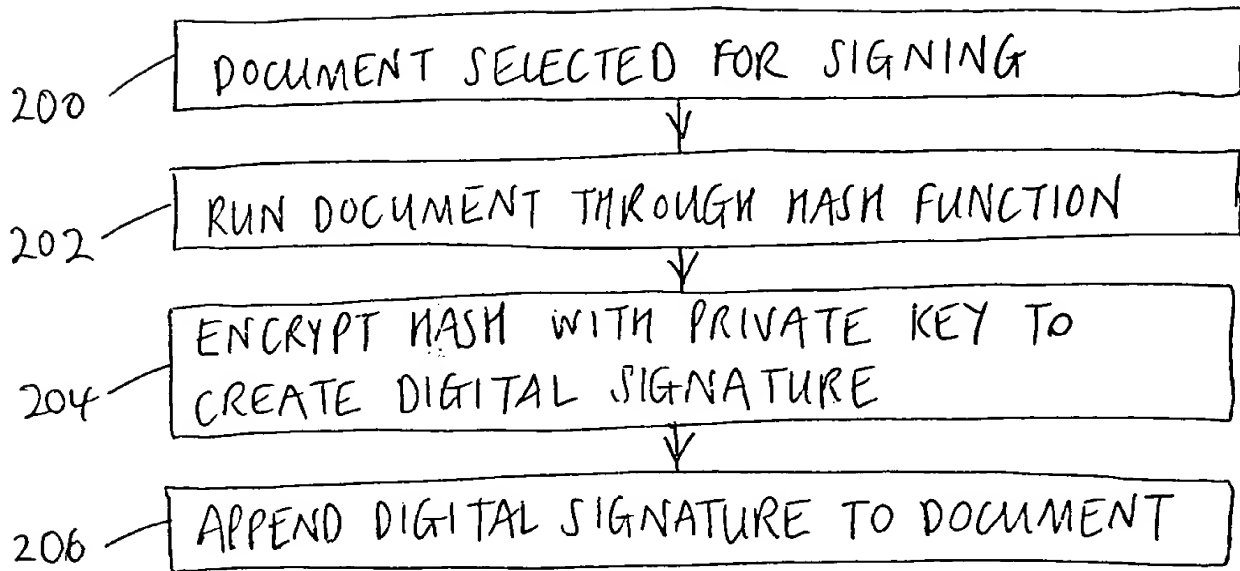 200 DOCUMENT SELECTED FOR SIGNING
202 RUN DOCUMENT THROUGH HASH FUNCTION
204 ENCRYPT HASH WITH PRIVATE KEY TO
CREATE DIGITAL SIGNATURE
206 APPEND DIGITAL SIGNATURE TO DOCUMENT